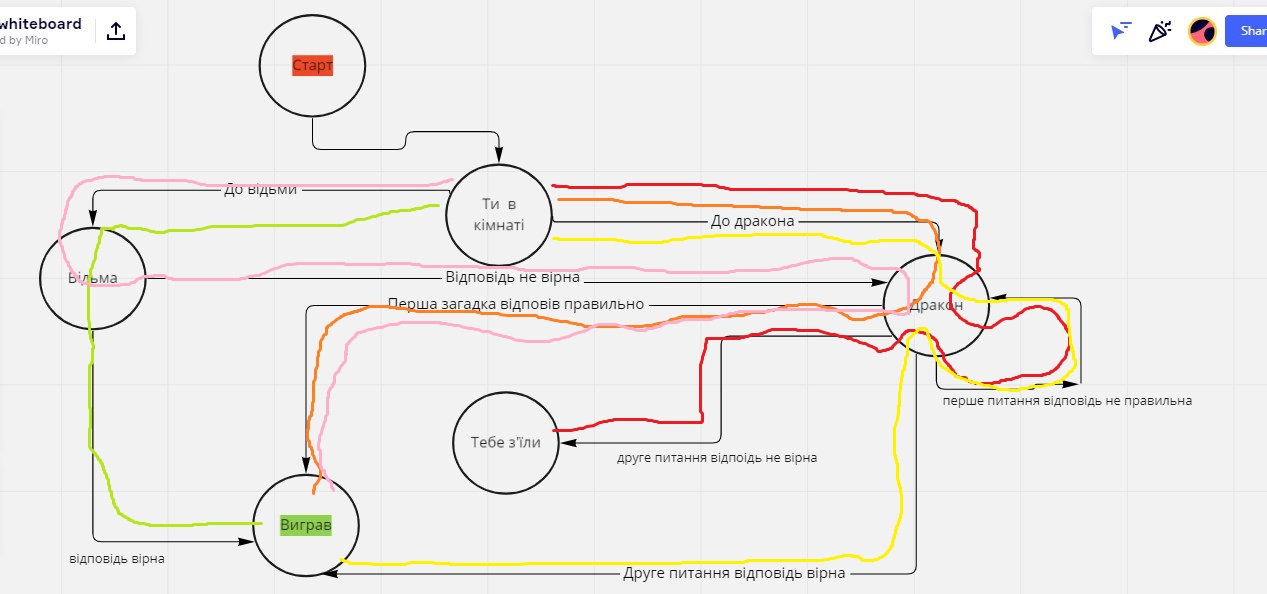 whiteboard
d by Miro
Shar
Старт
До відьми
Ти в
кімнаті
До дракона
Відьма
Відповідь не вірна
Перша загадка відповів правильно
Дракон
перше питання відповідь не правильна
Тебе з'їли
друге питання відпоідь не вірна
Виграв
відповідь вірна
Друге питання відповідь вірна